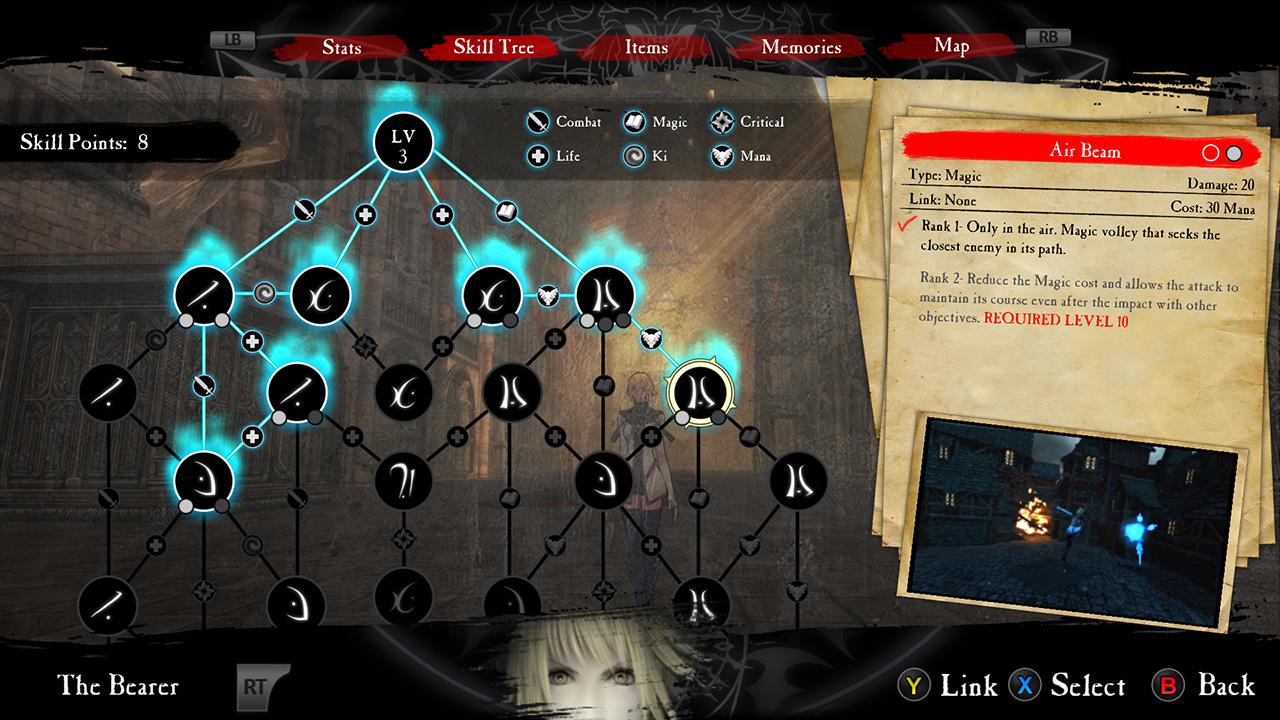 LB
Stats
Skill Tree
Items
Memories
Map
RB
Skill Points: 8
LV
3
Combat
Magic
Critical
Life
Ki
Mana
Air Beam
Type: Magic
Damage: 20
Link: None
Cost: 30 Mana
Rank 1- Only in the air. Magic volley that seeks the
closest enemy in its path.
Rank 2- Reduce the Magic cost and allows the attack to
maintain its course even after the impact with other
objectives. REQUIRED LEVEL 10
The Bearer
RT
Y Link
X Select
B Back